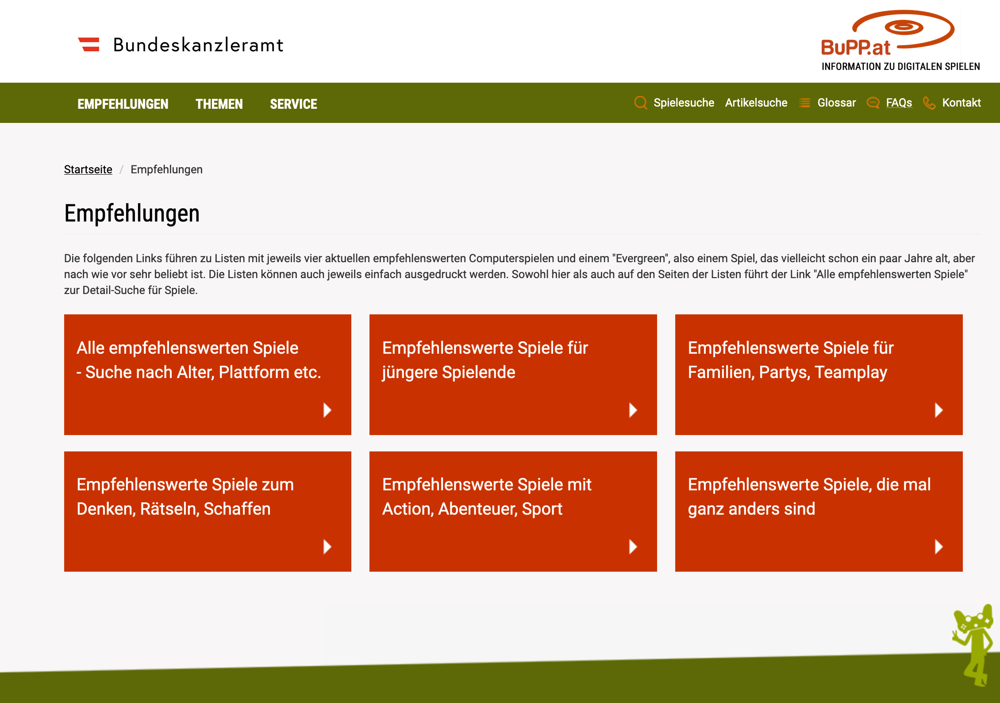 Bundeskanzleramt
BuPP.at
INFORMATION ZU DIGITALEN SPIELEN
EMPFEHLUNGEN THEMEN SERVICE Spielesuche Artikelsuche Glossar FAQs Kontakt
Startseite / Empfehlungen
Empfehlungen
Die folgenden Links führen zu Listen mit jeweils vier aktuellen empfehlenswerten Computerspielen und einem "Evergreen", also einem Spiel, das vielleicht schon ein paar Jahre alt, aber
nach wie vor sehr beliebt ist. Die Listen können auch jeweils einfach ausgedruckt werden. Sowohl hier als auch auf den Seiten der Listen führt der Link "Alle empfehlenswerten Spiele"
zur Detail-Suche für Spiele.
Alle empfehlenswerten Spiele
- Suche nach Alter, Plattform etc.
Empfehlenswerte Spiele für
jüngere Spielende
Empfehlenswerte Spiele für
Familien, Partys, Teamplay
Empfehlenswerte Spiele zum
Denken, Rätseln, Schaffen
Empfehlenswerte Spiele mit
Action, Abenteuer, Sport
Empfehlenswerte Spiele, die mal
ganz anders sind